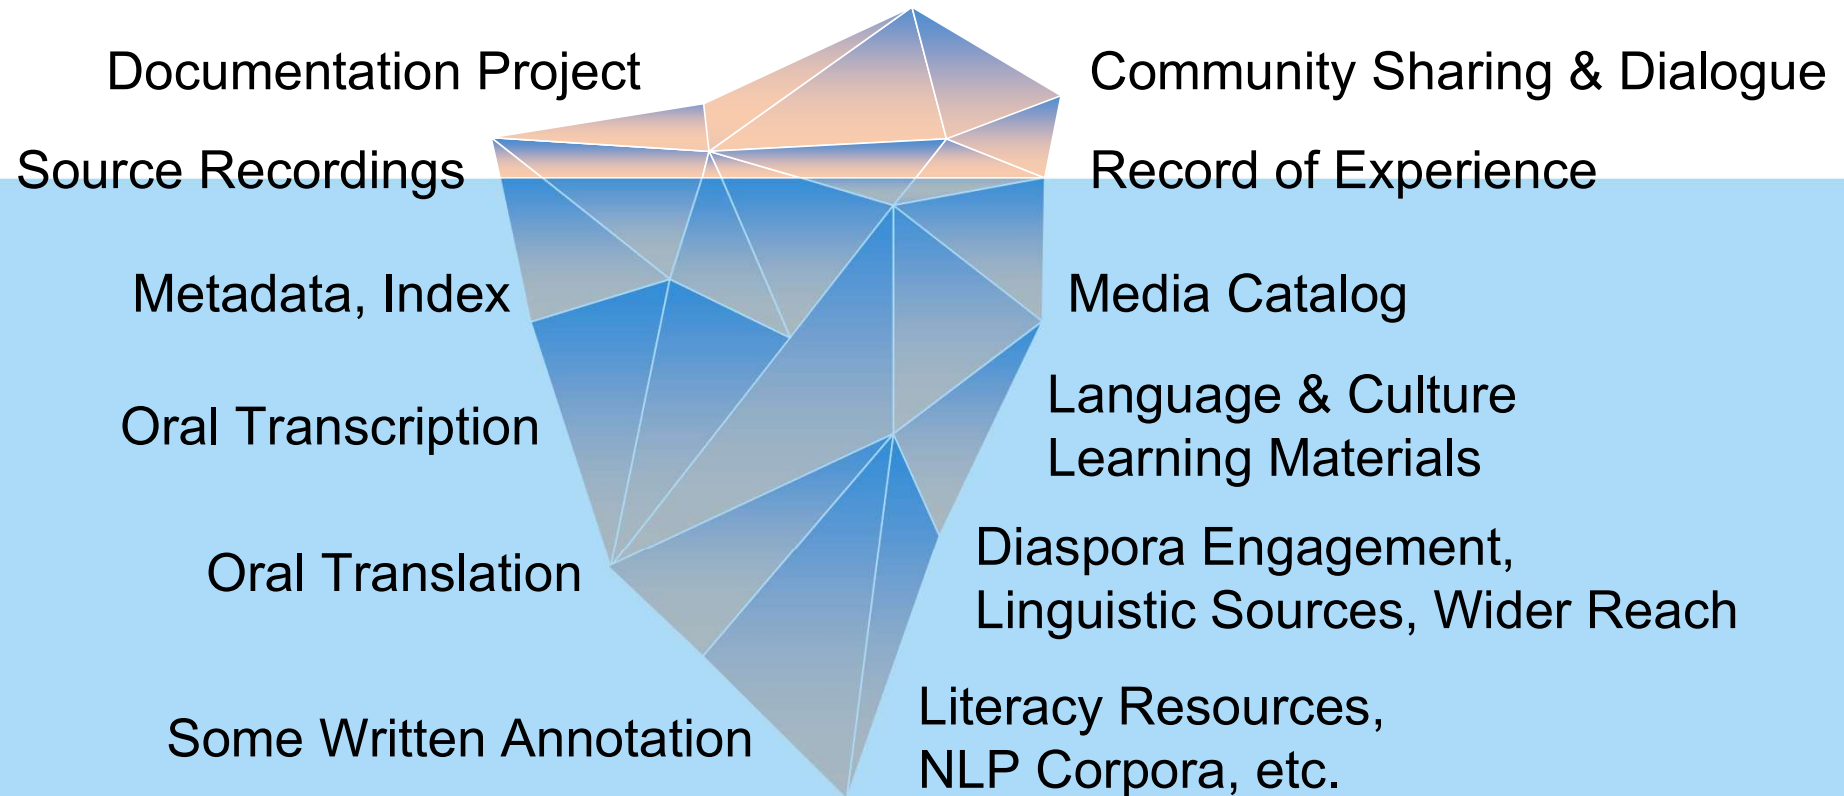 Documentation Project
Community Sharing & Dialogue
Source Recordings
Record of Experience
Metadata, Index
Media Catalog
Oral Transcription
Language & Culture
Learning Materials
Oral Translation
Diaspora Engagement,
Linguistic Sources, Wider Reach
Some Written Annotation
Literacy Resources,
NLP Corpora, etc.